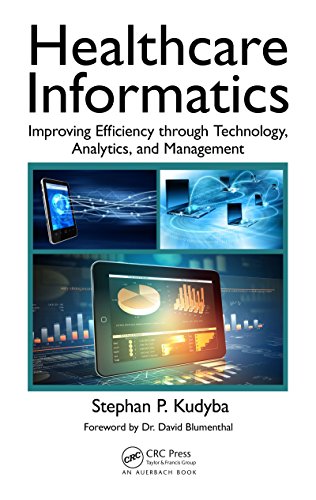 Healthcare
Informatics
Improving Efficiency through Technology,
Analytics, and Management
Stephan P. Kudyba
Foreword by Dr. David Blumenthal
CRC
CRC Press
Taylor & Francis Group
AN AUERBACH BOOK